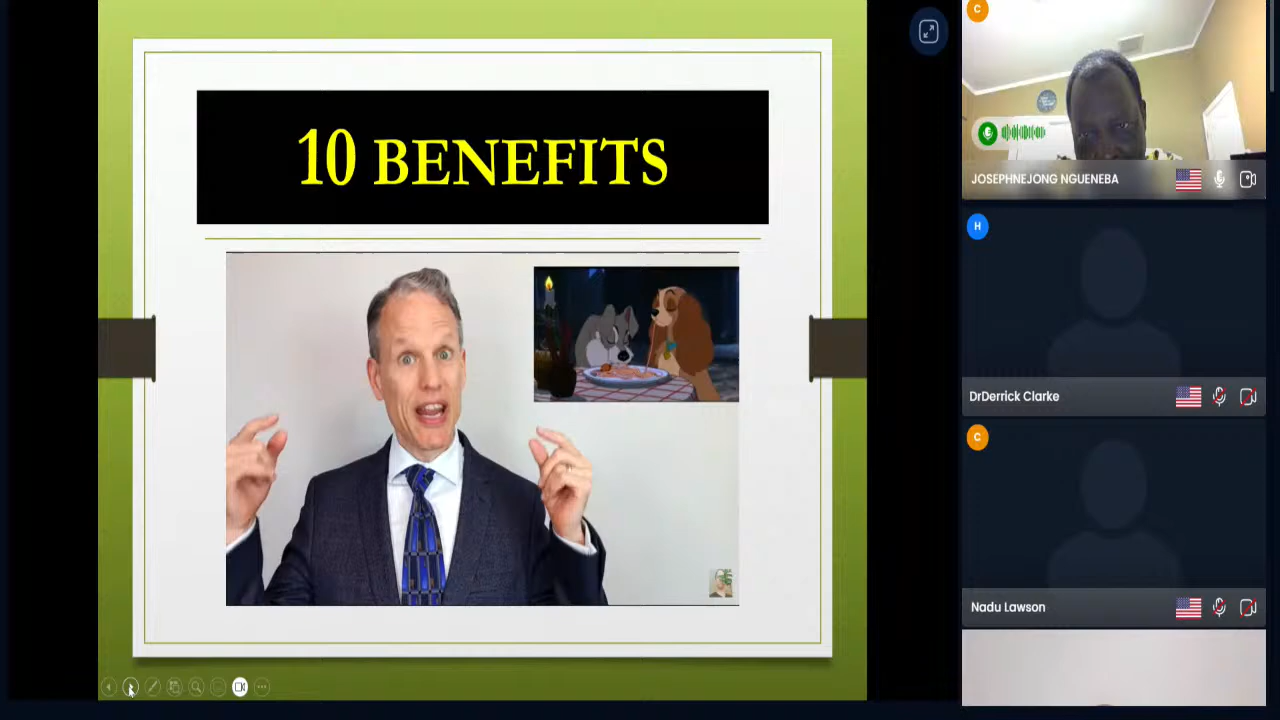 10 BENEFITS
C
JOSEPHNEJONG NGUENEBA
H
DrDerrick Clarke
C
Nadu Lawson